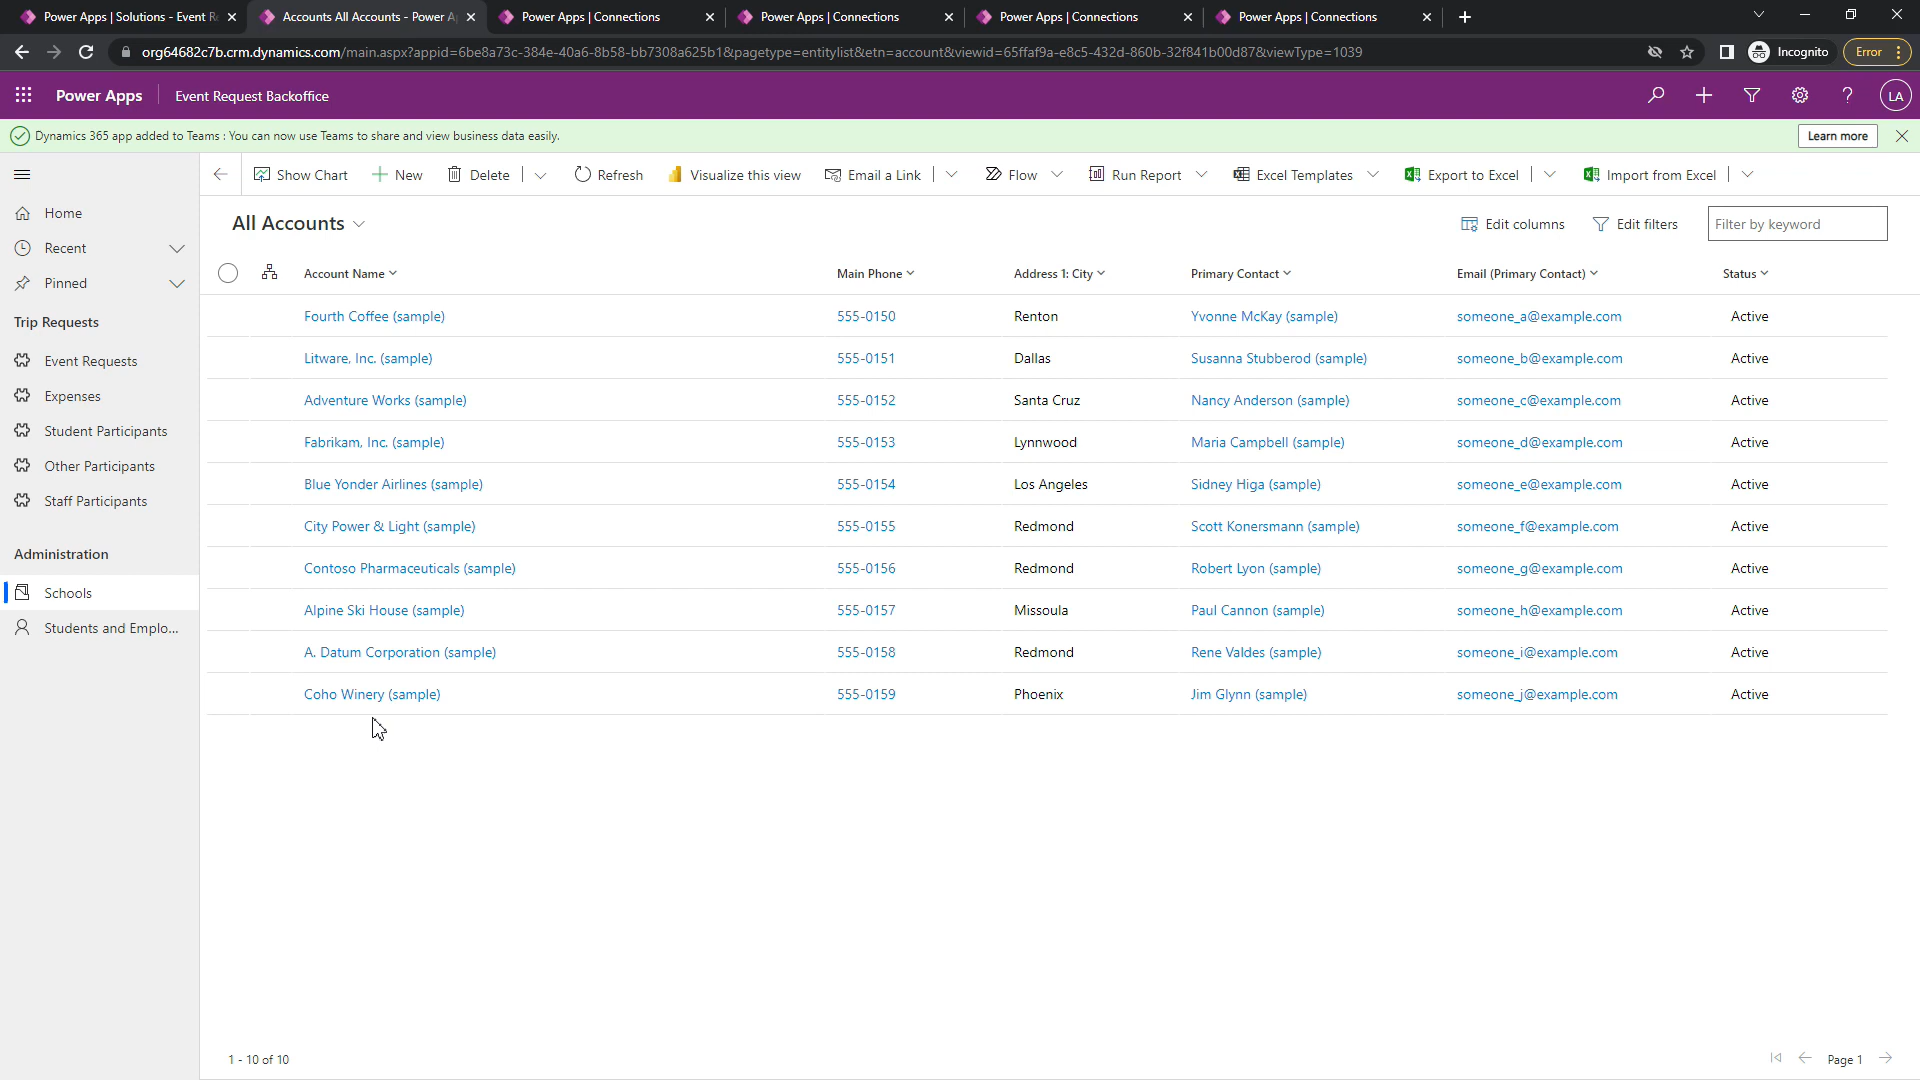 Power Apps | Solutions - Event R
Accounts All Accounts - Power A
Power Apps | Connections
Power Apps | Connections
Power Apps | Connections
Power Apps | Connections
org64682c7b.crm.dynamics.com/main.aspx?appid=6be8a73c-384e-40a6-8b58-bb7308a625b1&pagetype=entitylist&etn=account&viewid=65ffaf9a-e8c5-432d-860b-32f841b00d87&viewType=1039
Incognito
Error
Power Apps
Event Request Backoffice
LA
Dynamics 365 app added to Teams : You can now use Teams to share and view business data easily.
Learn more
Show Chart
New
Delete
Refresh
Visualize this view
Email a Link
Flow
Run Report
Excel Templates
Export to Excel
Import from Excel
Home
Recent
Pinned
Trip Requests
Event Requests
Expenses
Student Participants
Other Participants
Staff Participants
Administration
Schools
Students and Emplo...
All Accounts
Edit columns
Edit filters
Filter by keyword
Account Name Main Phone Address 1: City Primary Contact Email (Primary Contact) Status
Fourth Coffee (sample) 555-0150 Renton Yvonne McKay (sample) someone_a@example.com Active
Litware, Inc. (sample) 555-0151 Dallas Susanna Stubberod (sample) someone_b@example.com Active
Adventure Works (sample) 555-0152 Santa Cruz Nancy Anderson (sample) someone_c@example.com Active
Fabrikam, Inc. (sample) 555-0153 Lynnwood Maria Campbell (sample) someone_d@example.com Active
Blue Yonder Airlines (sample) 555-0154 Los Angeles Sidney Higa (sample) someone_e@example.com Active
City Power & Light (sample) 555-0155 Redmond Scott Konersmann (sample) someone_f@example.com Active
Contoso Pharmaceuticals (sample) 555-0156 Redmond Robert Lyon (sample) someone_g@example.com Active
Alpine Ski House (sample) 555-0157 Missoula Paul Cannon (sample) someone_h@example.com Active
A. Datum Corporation (sample) 555-0158 Redmond Rene Valdes (sample) someone_i@example.com Active
Coho Winery (sample) 555-0159 Phoenix Jim Glynn (sample) someone_j@example.com Active
1 - 10 of 10
Page 1